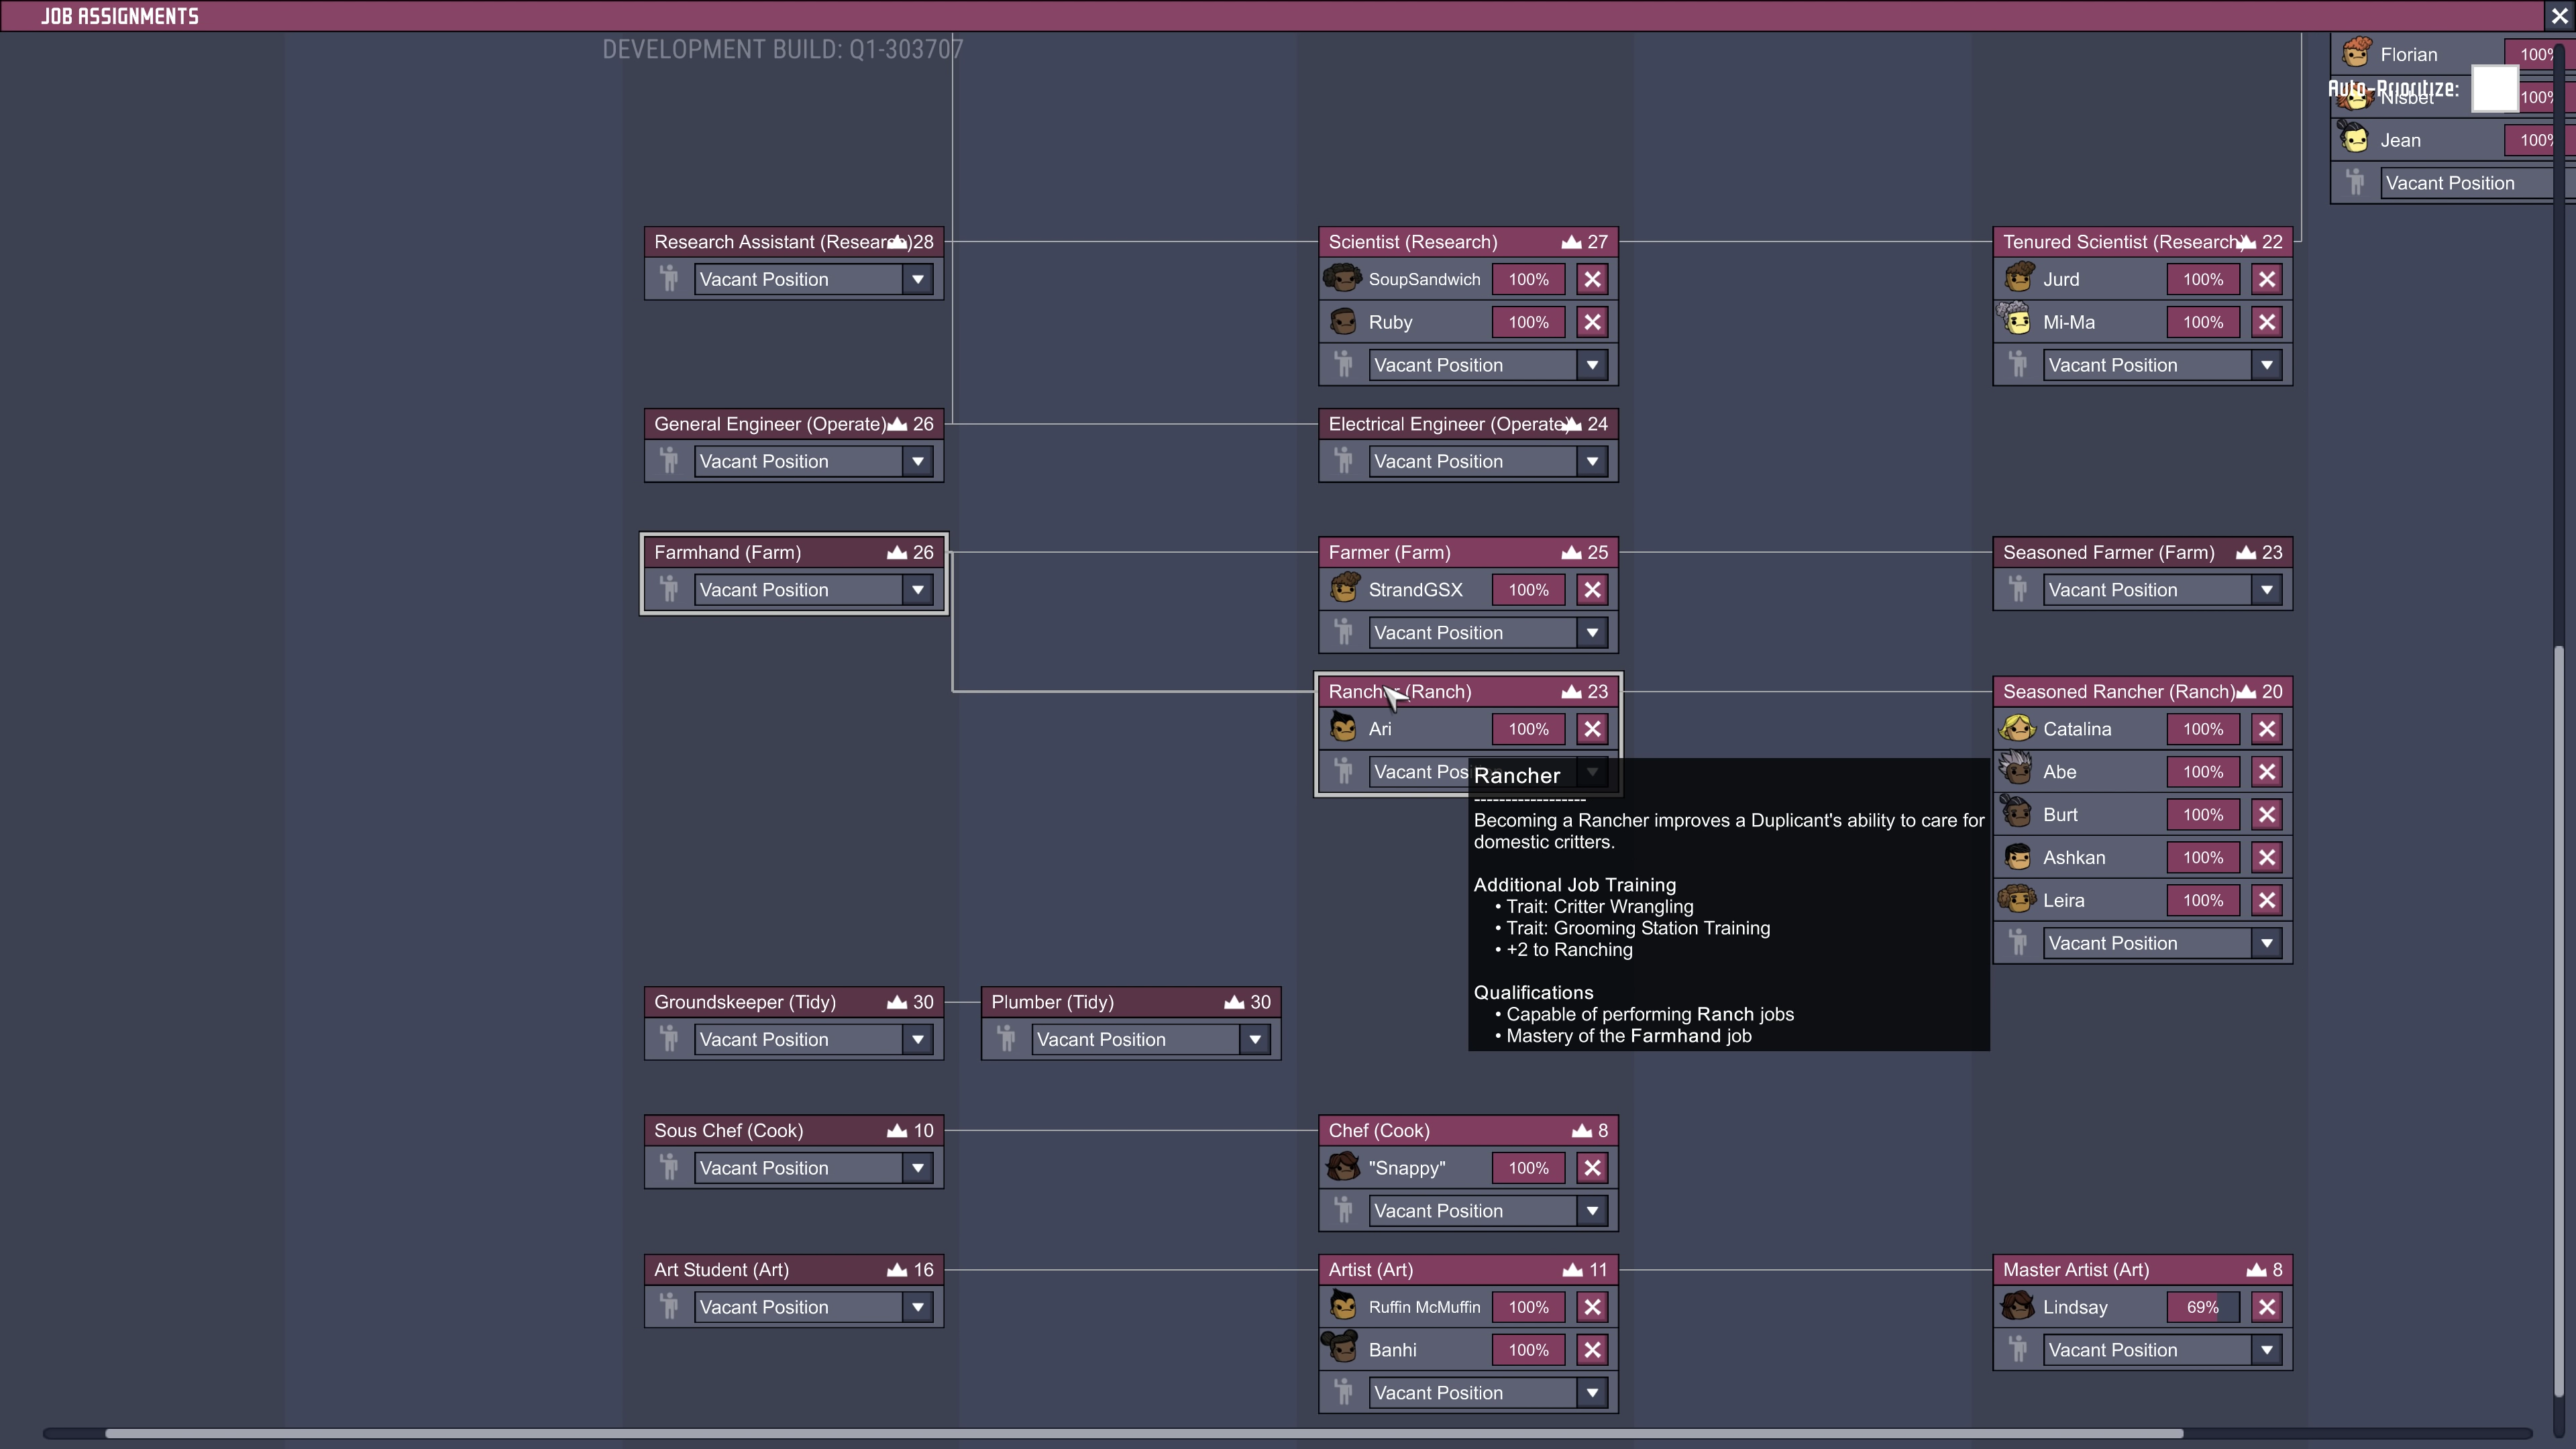 JOB ASSIGNMENTS
DEVELOPMENT BUILD: Q1-303707
Florian 100%
Auto-Prioritize:
Nisbet 100%
Jean 100%
Vacant Position
Research Assistant (Research) 28
Vacant Position
Scientist (Research) 27
SoupSandwich 100%
Ruby 100%
Vacant Position
Tenured Scientist (Research) 22
Jurd 100%
Mi-Ma 100%
Vacant Position
General Engineer (Operate) 26
Vacant Position
Electrical Engineer (Operate) 24
Vacant Position
Farmhand (Farm) 26
Vacant Position
Farmer (Farm) 25
StrandGSX 100%
Vacant Position
Seasoned Farmer (Farm) 23
Vacant Position
Rancher (Ranch) 23
Ari 100%
Vacant Pos
Rancher
------------------
Becoming a Rancher improves a Duplicant's ability to care for
domestic critters.
Additional Job Training
• Trait: Critter Wrangling
• Trait: Grooming Station Training
• +2 to Ranching
Qualifications
• Capable of performing Ranch jobs
• Mastery of the Farmhand job
Seasoned Rancher (Ranch) 20
Catalina 100%
Abe 100%
Burt 100%
Ashkan 100%
Leira 100%
Vacant Position
Groundskeeper (Tidy) 30
Vacant Position
Plumber (Tidy) 30
Vacant Position
Sous Chef (Cook) 10
Vacant Position
Chef (Cook) 8
"Snappy" 100%
Vacant Position
Art Student (Art) 16
Vacant Position
Artist (Art) 11
Ruffin McMuffin 100%
Banhi 100%
Vacant Position
Master Artist (Art) 8
Lindsay 69%
Vacant Position